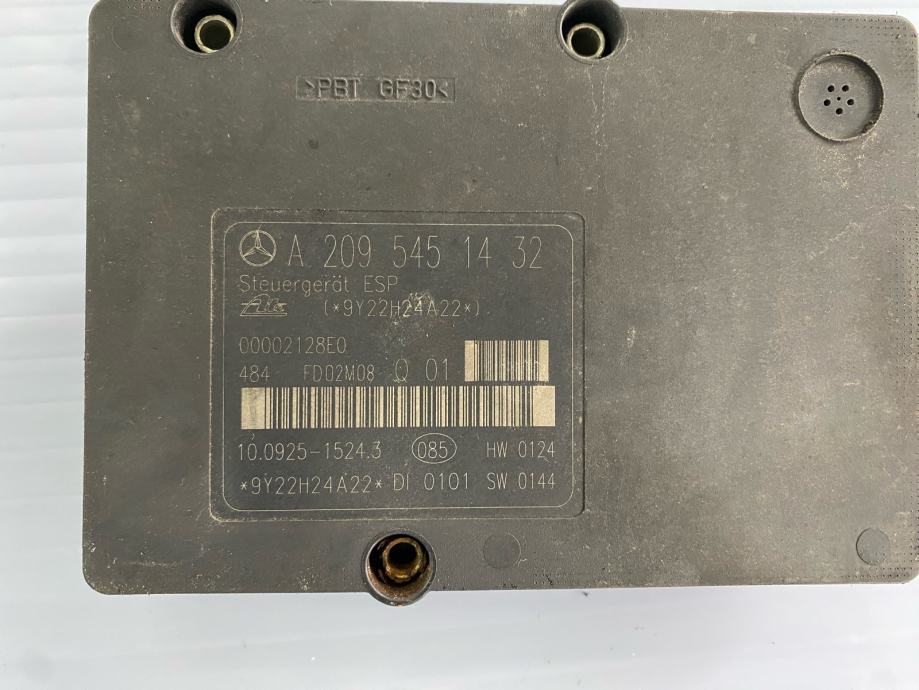 >PBT GF30<
A 209 545 14 32
Steuergerät ESP
Ate (*9Y22H24A22*)
00002128E0
484 FD02M08 Q 01
10.0925-1524.3 085 HW 0124
*9Y22H24A22* DI 0101 SW 0144